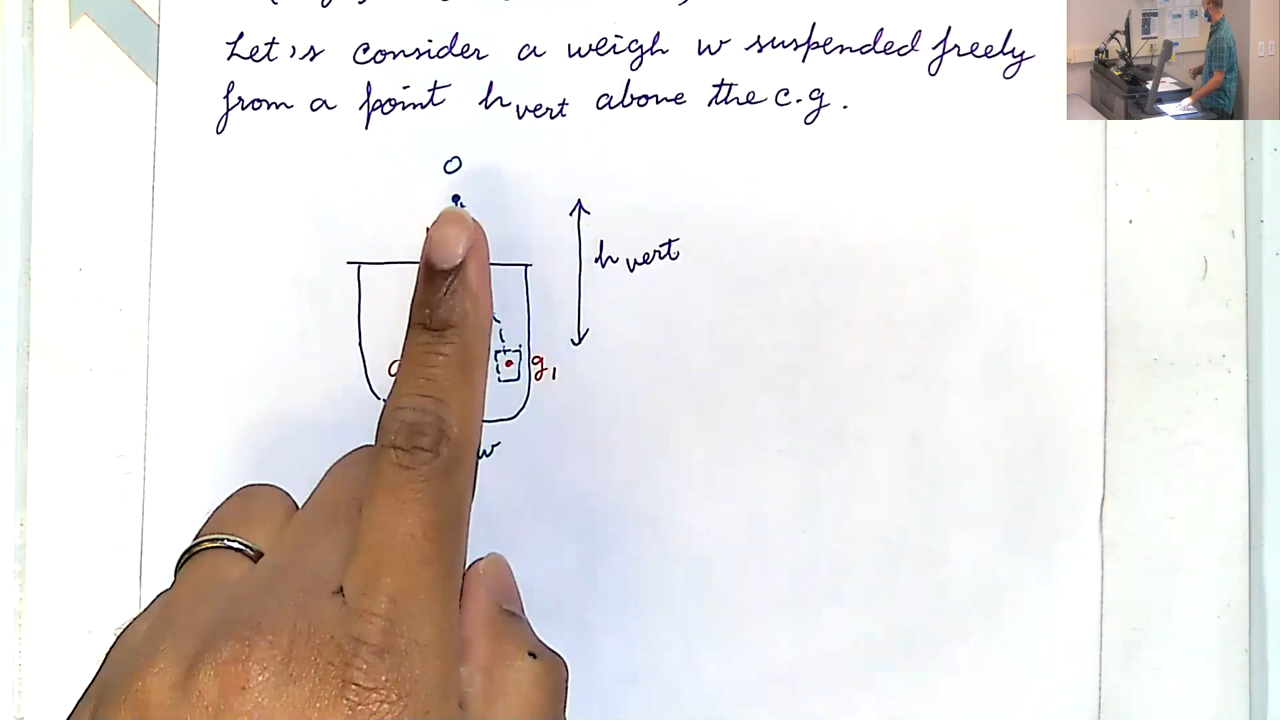 Let's consider a weigh w suspended freely
from a point h vert above the c.g.
O
h vert
g1
w